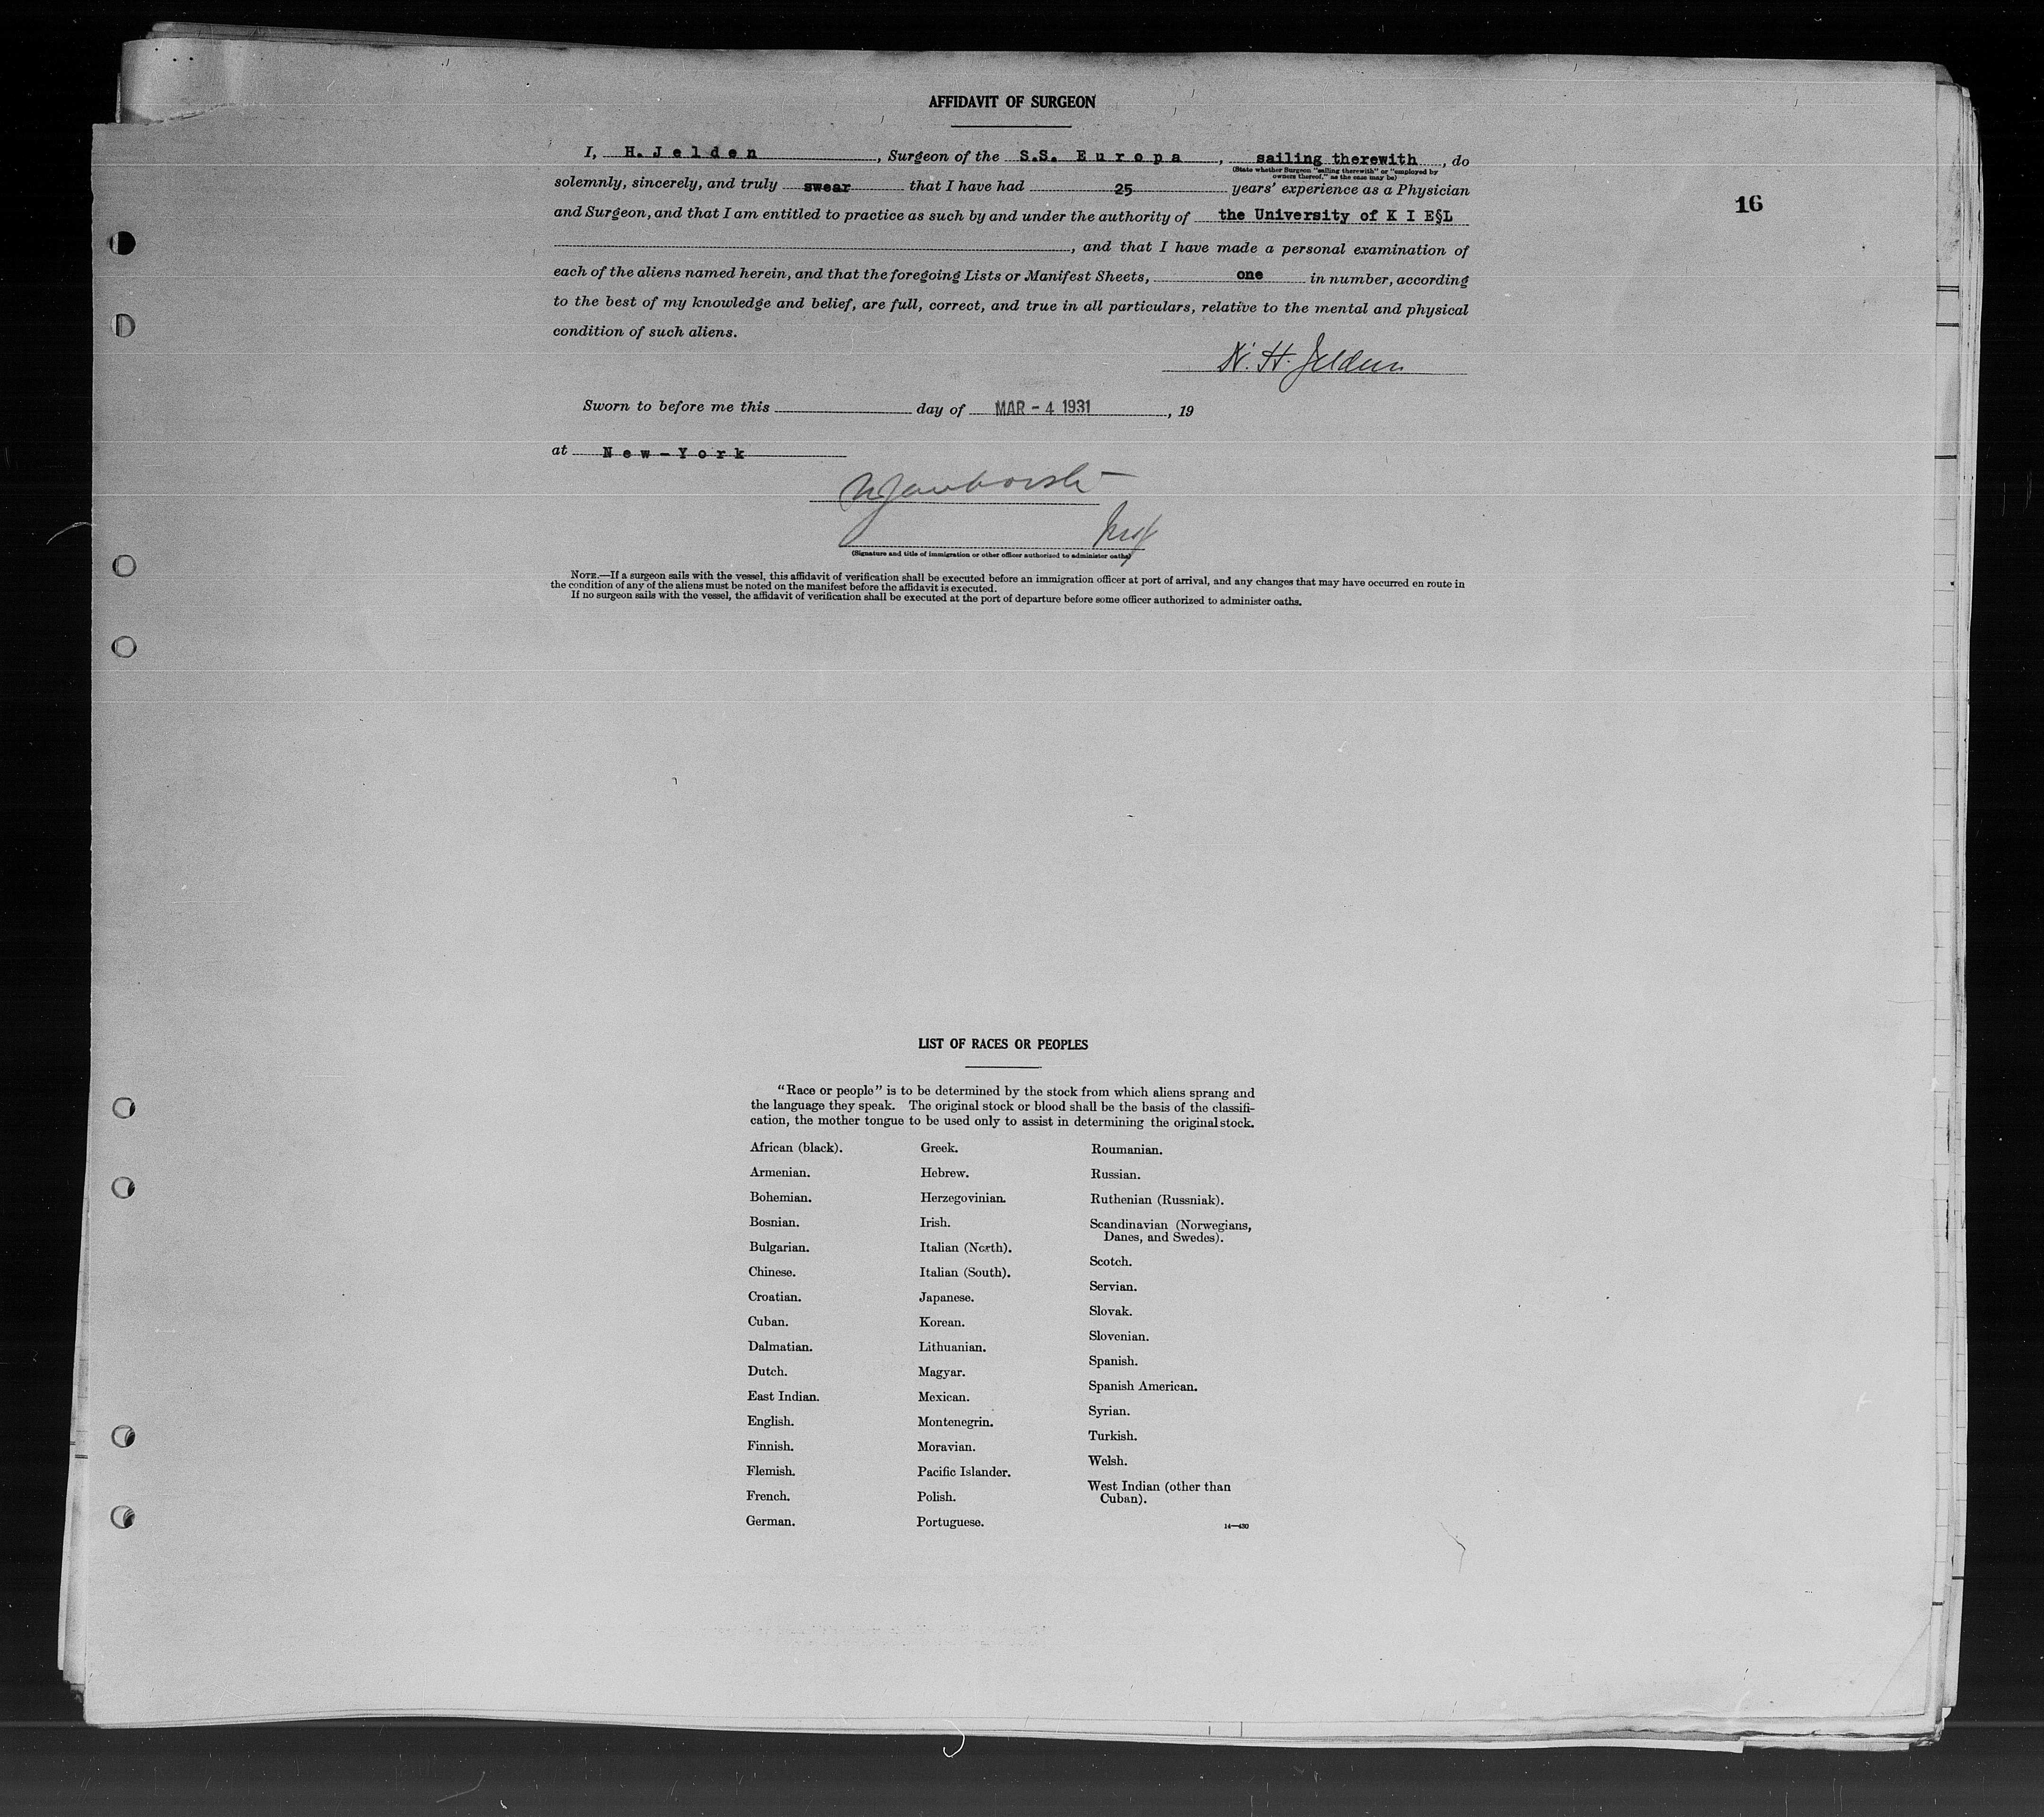 AFFIDAVIT OF SURGEON
I, H. Jelden, Surgeon of the S.S. Europa, sailing therewith, do
(State whether Surgeon "sailing therewith" or "employed by
owners thereof," as the case may be)
solemnly, sincerely, and truly swear that I have had 25 years' experience as a Physician
16
and Surgeon, and that I am entitled to practice as such by and under the authority of the University of K I E§L
, and that I have made a personal examination of
each of the aliens named herein, and that the foregoing Lists or Manifest Sheets, one in number, according
to the best of my knowledge and belief, are full, correct, and true in all particulars, relative to the mental and physical
condition of such aliens.
H. Jelden
Sworn to before me this day of MAR - 4 1931, 19
at New-York
(Signature and title of immigration or other officer authorized to administer oaths)
NOTE.—If a surgeon sails with the vessel, this affidavit of verification shall be executed before an immigration officer at port of arrival, and any changes that may have occurred en route in
the condition of any of the aliens must be noted on the manifest before the affidavit is executed.
If no surgeon sails with the vessel, the affidavit of verification shall be executed at the port of departure before some officer authorized to administer oaths.
LIST OF RACES OR PEOPLES
"Race or people" is to be determined by the stock from which aliens sprang and
the language they speak. The original stock or blood shall be the basis of the classifi-
cation, the mother tongue to be used only to assist in determining the original stock.
African (black).
Armenian.
Bohemian.
Bosnian.
Bulgarian.
Chinese.
Croatian.
Cuban.
Dalmatian.
Dutch.
East Indian.
English.
Finnish.
Flemish.
French.
German.
Greek.
Hebrew.
Herzegovinian.
Irish.
Italian (North).
Italian (South).
Japanese.
Korean.
Lithuanian.
Magyar.
Mexican.
Montenegrin.
Moravian.
Pacific Islander.
Polish.
Portuguese.
Roumanian.
Russian.
Ruthenian (Russniak).
Scandinavian (Norwegians,
Danes, and Swedes).
Scotch.
Servian.
Slovak.
Slovenian.
Spanish.
Spanish American.
Syrian.
Turkish.
Welsh.
West Indian (other than
Cuban).
14—430